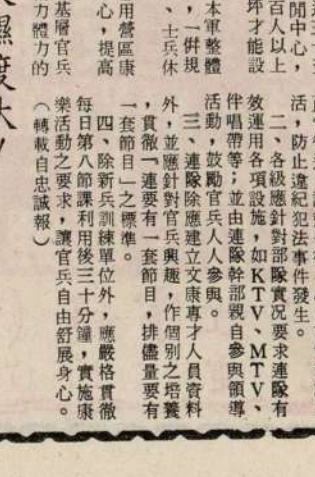 閒中心，
百人以上
坪才能設
本軍整體
，一併規
、士兵休
用營區康
心，提高
基層官兵
力體力的
活，防止違紀犯法事件發生。
二、各級應針對部隊實況要求連隊有
效運用各項設施，如KTV、MTV、
伴唱帶等；並由連隊幹部親自參與領導
活動，鼓勵官兵人人參與。
三、連隊除應建立文康專才人員資料
外，並應針對官兵興趣，作個別之培養
，貫徹「連要有一套節目，排儘量要有
一套節目」之標準。
四、除新兵訓練單位外，應嚴格貫徹
每日第八節課利用後三十分鐘，實施康
樂活動之要求，讓官兵自由舒展身心。
（轉載自忠誠報）
度大！